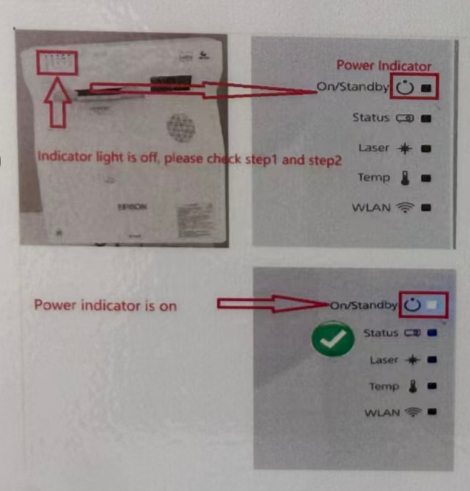 Power Indicator
On/Standby
Status
Laser
Indicator light is off, please check step1 and step2
Temp
WLAN
EPSON
Power indicator is on
On/Standby
Status
Laser
Temp
WLAN